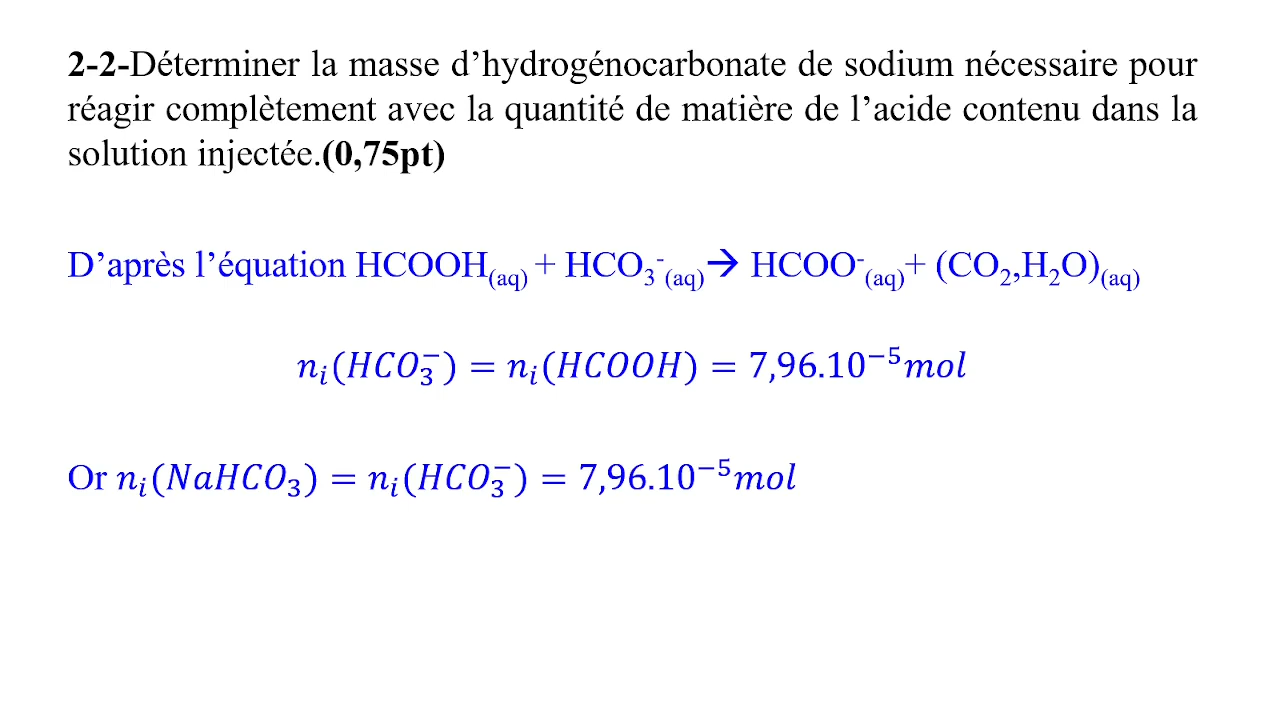 2-2-Déterminer la masse d’hydrogénocarbonate de sodium nécessaire pour
réagir complètement avec la quantité de matière de l’acide contenu dans la
solution injectée.(0,75pt)
D’après l’équation HCOOH(aq) + HCO₃⁻(aq)→ HCOO⁻(aq)+ (CO₂,H₂O)(aq)
nᵢ(HCO₃⁻) = nᵢ(HCOOH) = 7,96.10⁻⁵mol
Or nᵢ(NaHCO₃) = nᵢ(HCO₃⁻) = 7,96.10⁻⁵mol